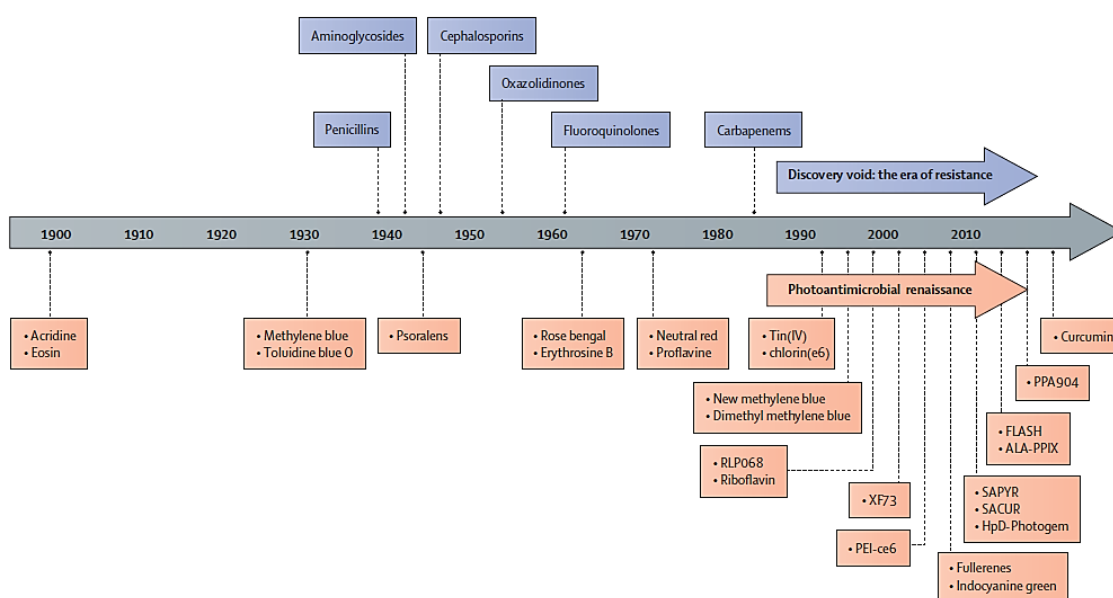 Aminoglycosides
Cephalosporins
Oxazolidinones
Penicillins
Fluoroquinolones
Carbapenems
Discovery void: the era of resistance
1900 1910 1920 1930 1940 1950 1960 1970 1980 1990 2000 2010
Photoantimicrobial renaissance
• Acridine
• Eosin
• Methylene blue
• Toluidine blue O
• Psoralens
• Rose bengal
• Erythrosine B
• Neutral red
• Proflavine
• Tin(IV)
• chlorin(e6)
• Curcumin
• New methylene blue
• Dimethyl methylene blue
• PPA904
• RLP068
• Riboflavin
• FLASH
• ALA-PPIX
• XF73
• SAPYR
• SACUR
• HpD-Photogem
• PEI-ce6
• Fullerenes
• Indocyanine green